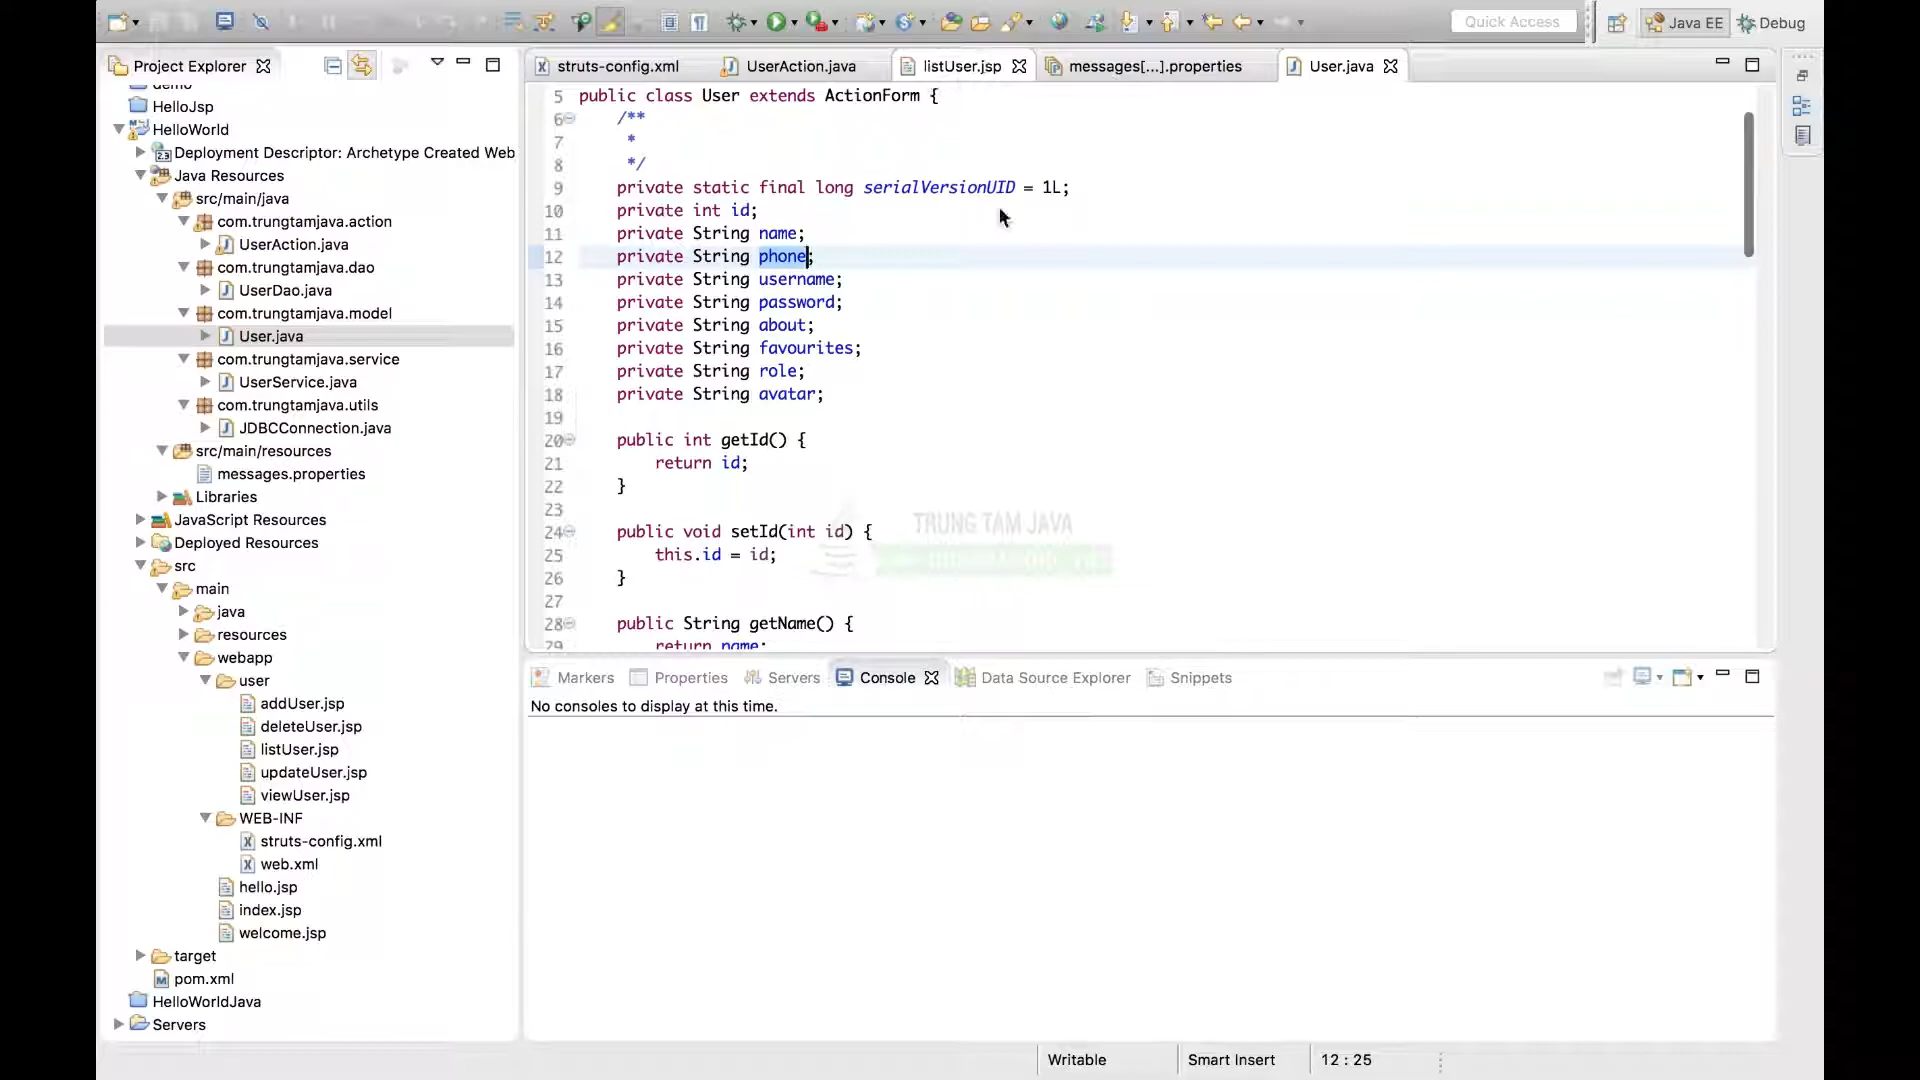 Quick Access
Java EE
Debug
Project Explorer
demo
HelloJsp
HelloWorld
Deployment Descriptor: Archetype Created Web
Java Resources
src/main/java
com.trungtamjava.action
UserAction.java
com.trungtamjava.dao
UserDao.java
com.trungtamjava.model
User.java
com.trungtamjava.service
UserService.java
com.trungtamjava.utils
JDBCConnection.java
src/main/resources
messages.properties
Libraries
JavaScript Resources
Deployed Resources
src
main
java
resources
webapp
user
addUser.jsp
deleteUser.jsp
listUser.jsp
updateUser.jsp
viewUser.jsp
WEB-INF
struts-config.xml
web.xml
hello.jsp
index.jsp
welcome.jsp
target
pom.xml
HelloWorldJava
Servers
struts-config.xml
UserAction.java
listUser.jsp
messages[...].properties
User.java
5 public class User extends ActionForm {
6 /**
7 *
8 */
9 private static final long serialVersionUID = 1L;
10 private int id;
11 private String name;
12 private String phone;
13 private String username;
14 private String password;
15 private String about;
16 private String favourites;
17 private String role;
18 private String avatar;
19
20 public int getId() {
21 return id;
22 }
23
24 public void setId(int id) {
25 this.id = id;
26 }
27
28 public String getName() {
29 return name;
TRUNG TAM JAVA
Markers
Properties
Servers
Console
Data Source Explorer
Snippets
No consoles to display at this time.
Writable
Smart Insert
12 : 25